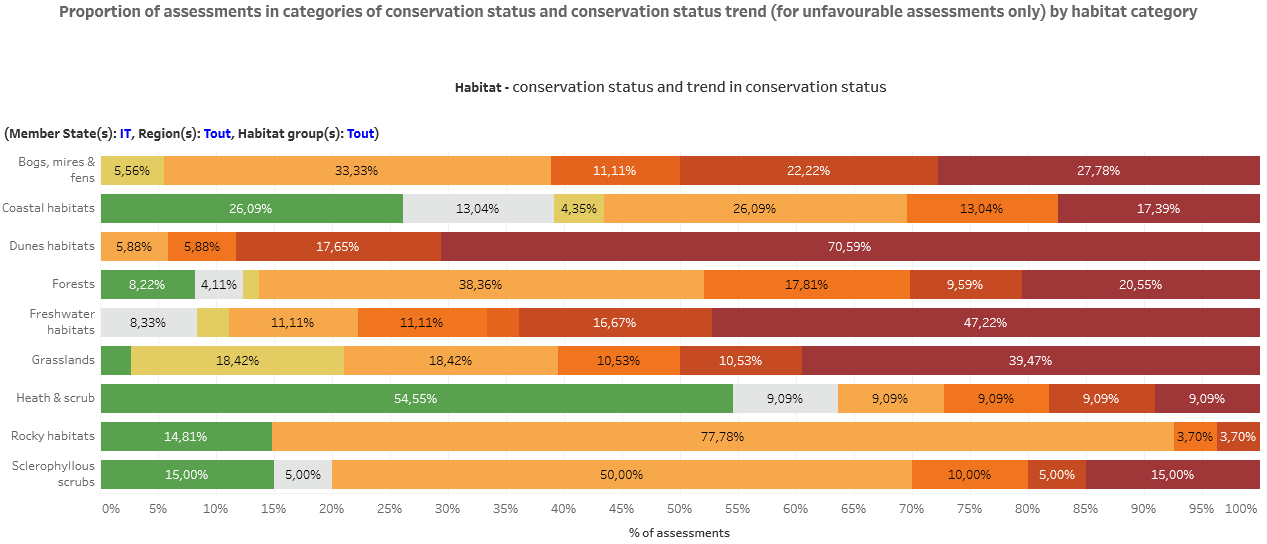 Proportion of assessments in categories of conservation status and conservation status trend (for unfavourable assessments only) by habitat category
Habitat - conservation status and trend in conservation status
(Member State(s): IT, Region(s): Tout, Habitat group(s): Tout)
Bogs, mires &
fens
5,56% 33,33% 11,11% 22,22% 27,78%
Coastal habitats 26,09% 13,04% 4,35% 26,09% 13,04% 17,39%
Dunes habitats 5,88% 5,88% 17,65% 70,59%
Forests 8,22% 4,11% 38,36% 17,81% 9,59% 20,55%
Freshwater
habitats
8,33% 11,11% 11,11% 16,67% 47,22%
Grasslands 18,42% 18,42% 10,53% 10,53% 39,47%
Heath & scrub 54,55% 9,09% 9,09% 9,09% 9,09% 9,09%
Rocky habitats 14,81% 77,78% 3,70% 3,70%
Sclerophyllous
scrubs
15,00% 5,00% 50,00% 10,00% 5,00% 15,00%
0% 5% 10% 15% 20% 25% 30% 35% 40% 45% 50% 55% 60% 65% 70% 75% 80% 85% 90% 95% 100%
% of assessments